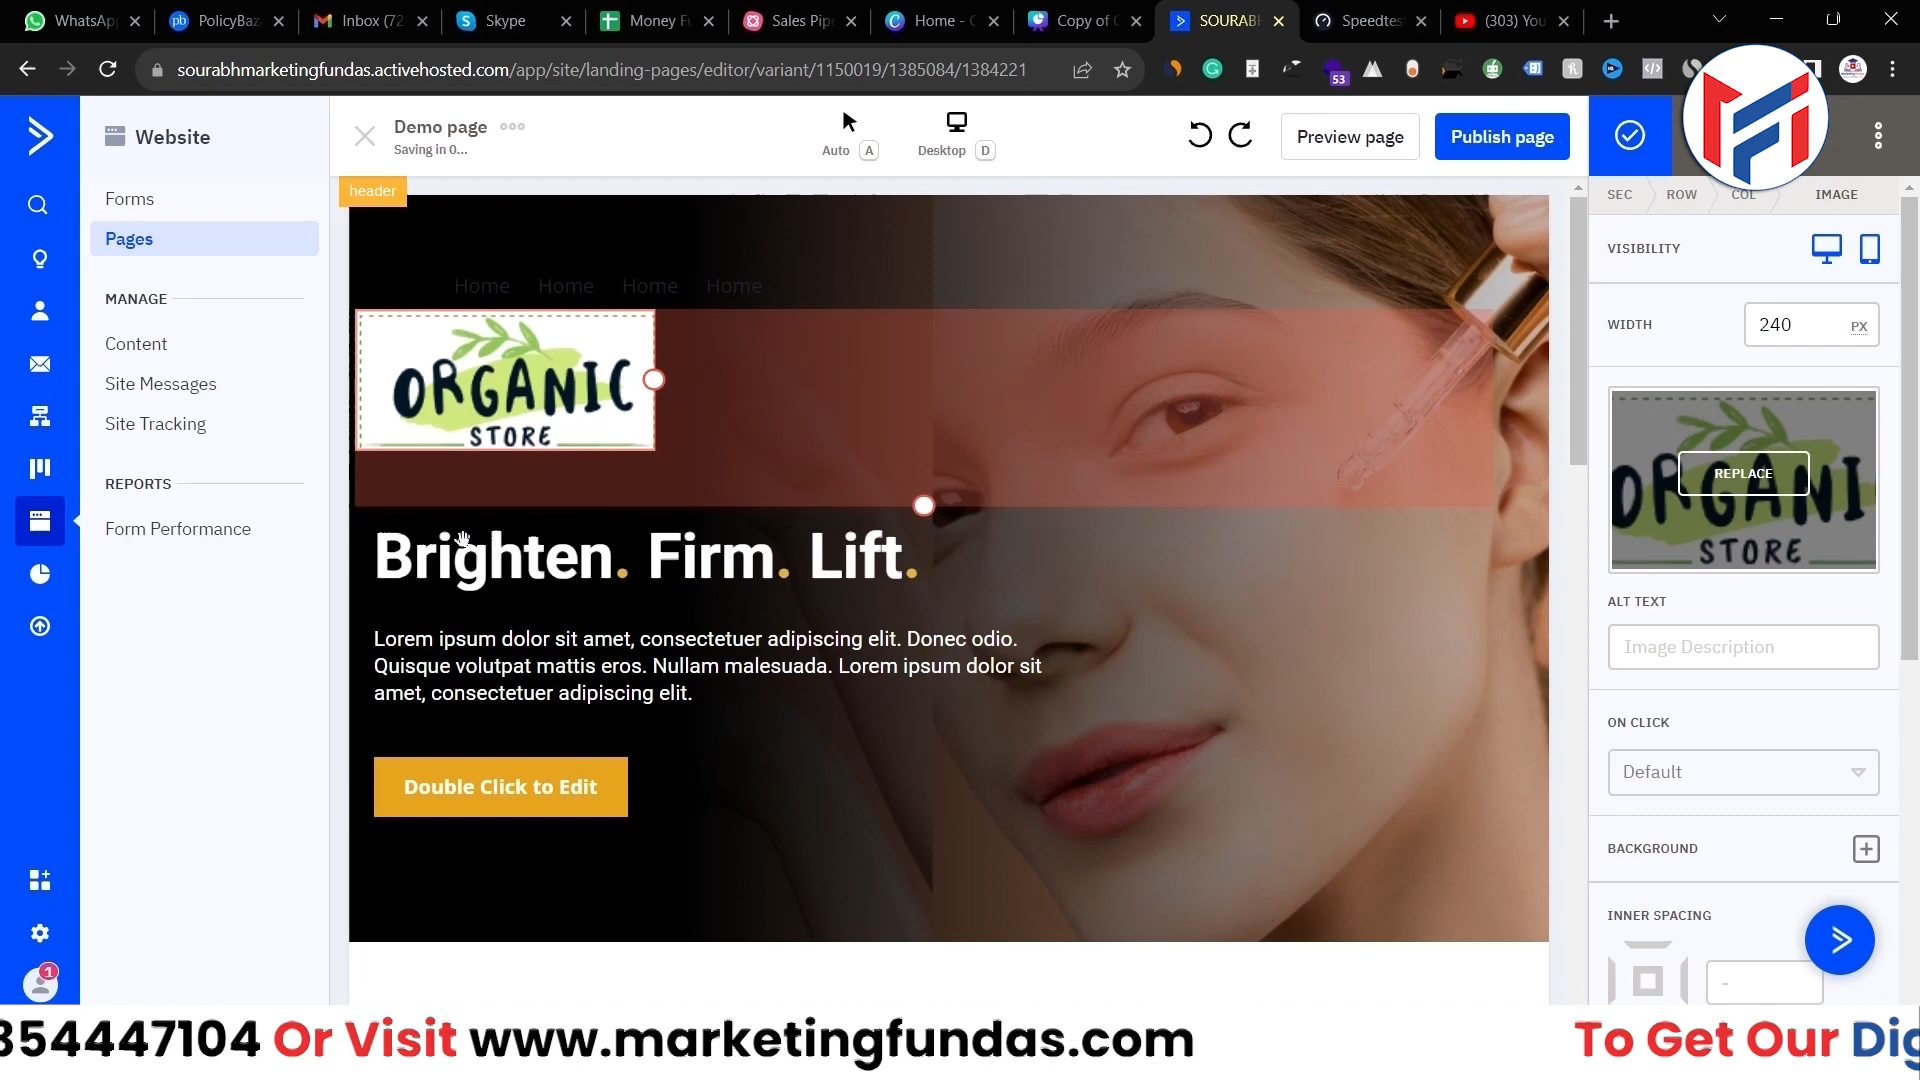 WhatsApp
PolicyBaz
Inbox (72
Skype
Money F
Sales Pip
Home - C
Copy of
SOURAB
Speedtes
(303) You
sourabhmarketingfundas.activehosted.com/app/site/landing-pages/editor/variant/1150019/1385084/1384221
53
Website
Forms
Pages
MANAGE
Content
Site Messages
Site Tracking
REPORTS
Form Performance
1
Demo page
Saving in 0...
Auto A
Desktop D
Preview page
Publish page
header
Home Home Home Home
ORGANIC
STORE
Brighten. Firm. Lift.
Lorem ipsum dolor sit amet, consectetuer adipiscing elit. Donec odio.
Quisque volutpat mattis eros. Nullam malesuada. Lorem ipsum dolor sit
amet, consectetuer adipiscing elit.
Double Click to Edit
SEC ROW COL IMAGE
VISIBILITY
WIDTH 240 PX
REPLACE
ORGANI
STORE
ALT TEXT
Image Description
ON CLICK
Default
BACKGROUND
INNER SPACING
-
354447104 Or Visit www.marketingfundas.com To Get Our Dig